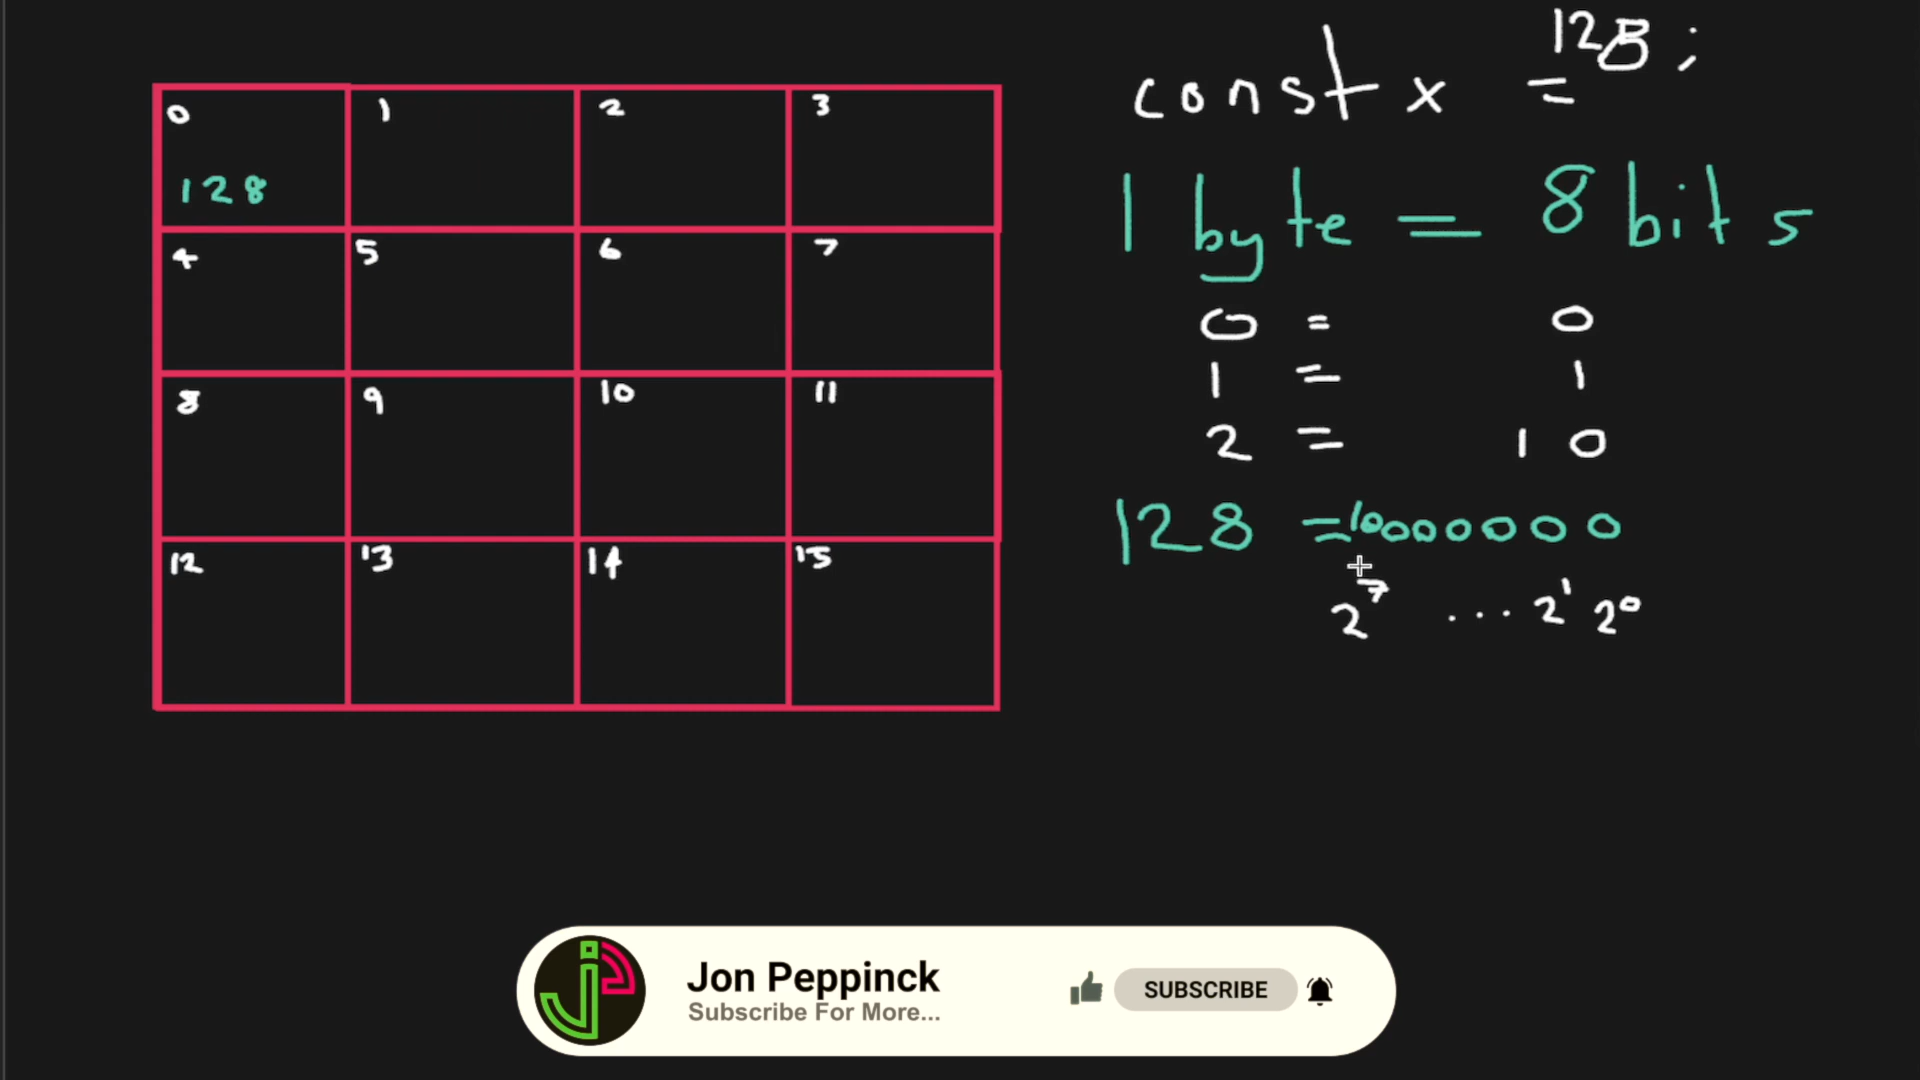 const x = 128;
0 1 2 3
128
1 byte = 8 bits
4 5 6 7
0 = 0
1 = 1
8 9 10 11
2 = 10
128 = 10000000
12 13 14 15
2⁷ ... 2¹ 2⁰
Jon Peppinck
Subscribe For More...
SUBSCRIBE